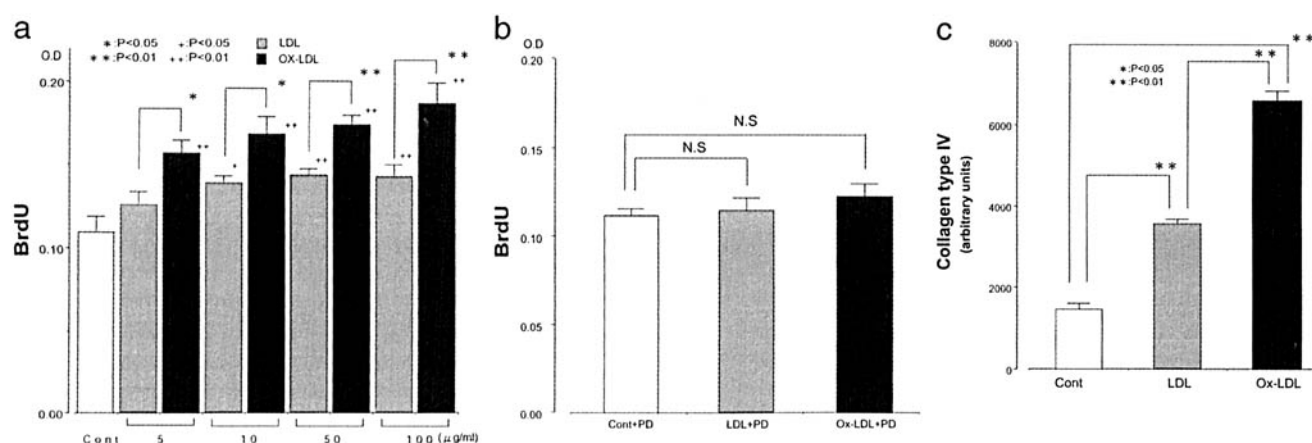 a
*:P<0.05 +:P<0.05 LDL
**:P<0.01 ++:P<0.01 OX-LDL
O.D
0.20
0.10
0.00
BrdU
* * ** **
++ + ++ ++ ++ ++ ++
Cont 5 10 50 100 (μg/ml)
b
O.D
0.20
0.15
0.10
0.05
0.00
BrdU
N.S
N.S
Cont+PD LDL+PD Ox-LDL+PD
c
8000
6000
4000
2000
0
Collagen type IV
(arbitrary units)
*:P<0.05
**:P<0.01
**
**
**
Cont LDL Ox-LDL